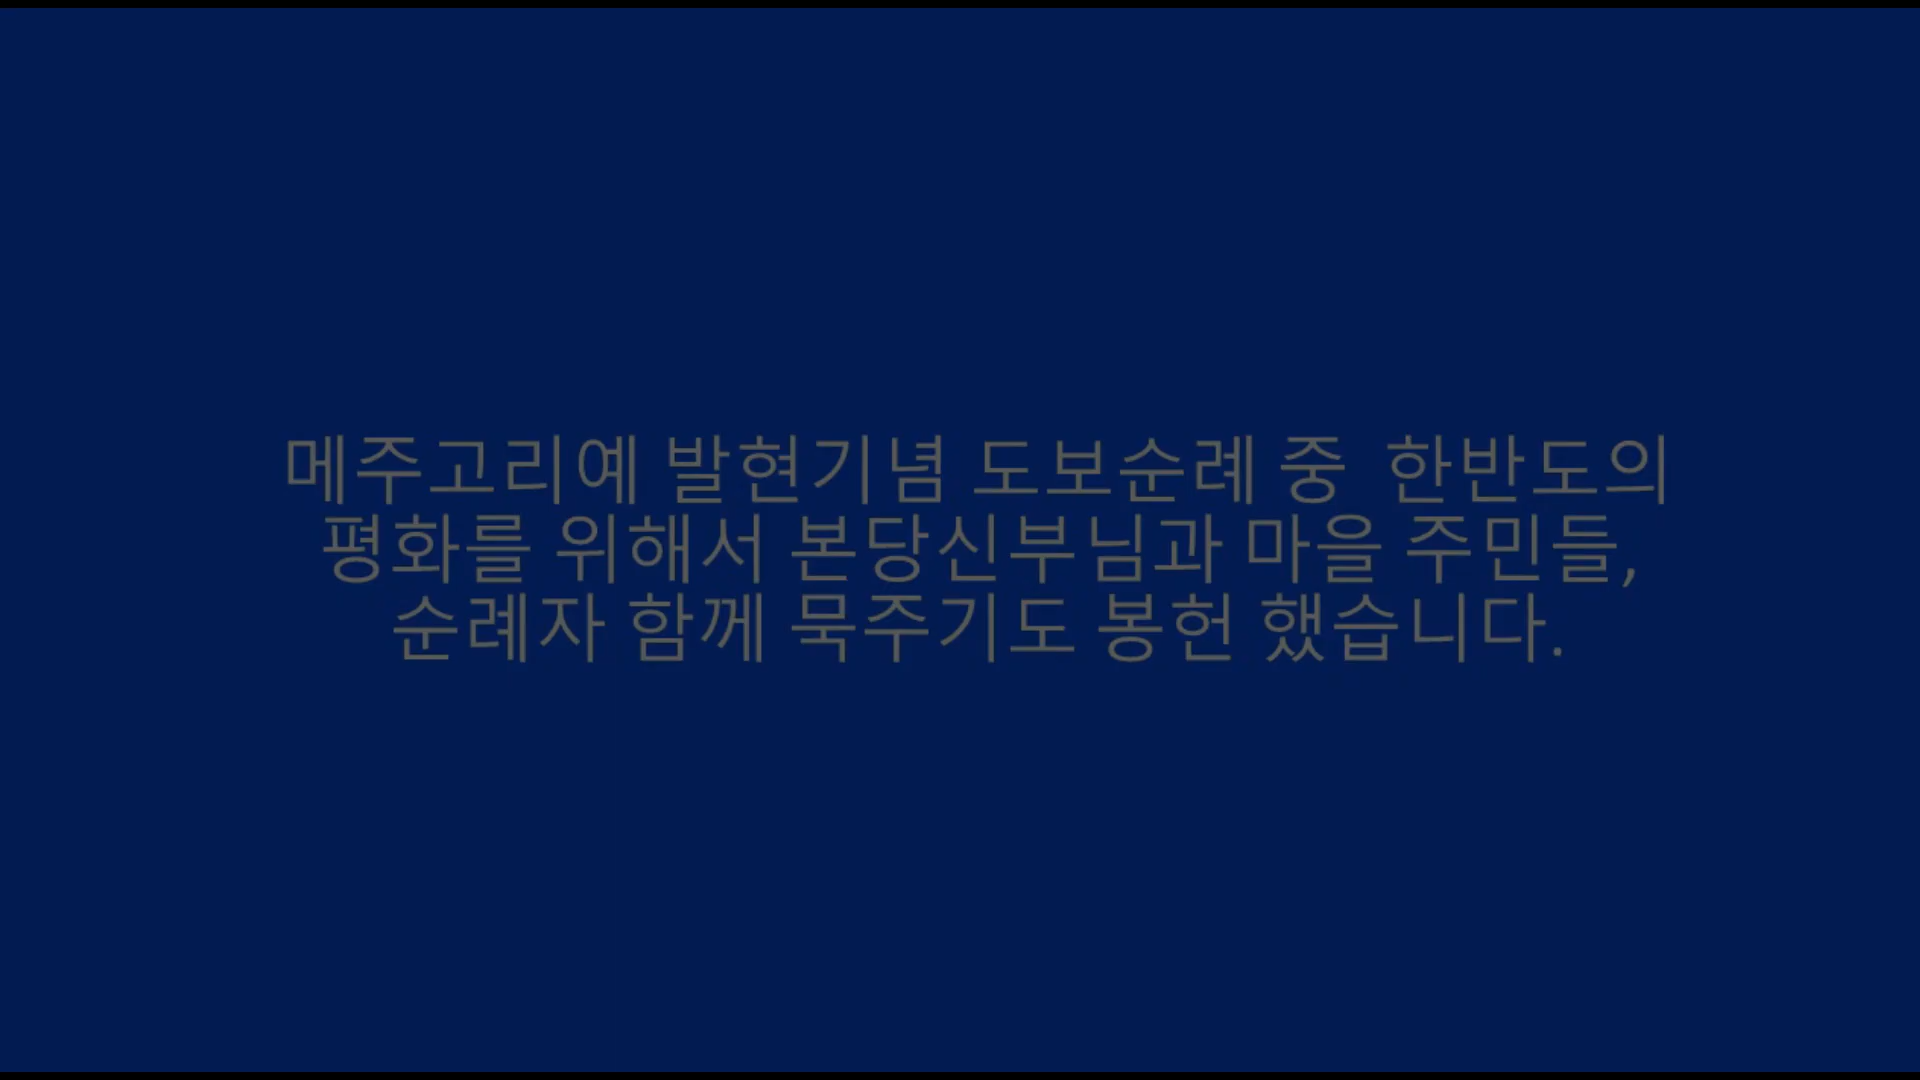 메주고리예 발현기념 도보순례 중  한반도의
평화를 위해서 본당신부님과 마을 주민들,
순례자 함께 묵주기도 봉헌 했습니다.